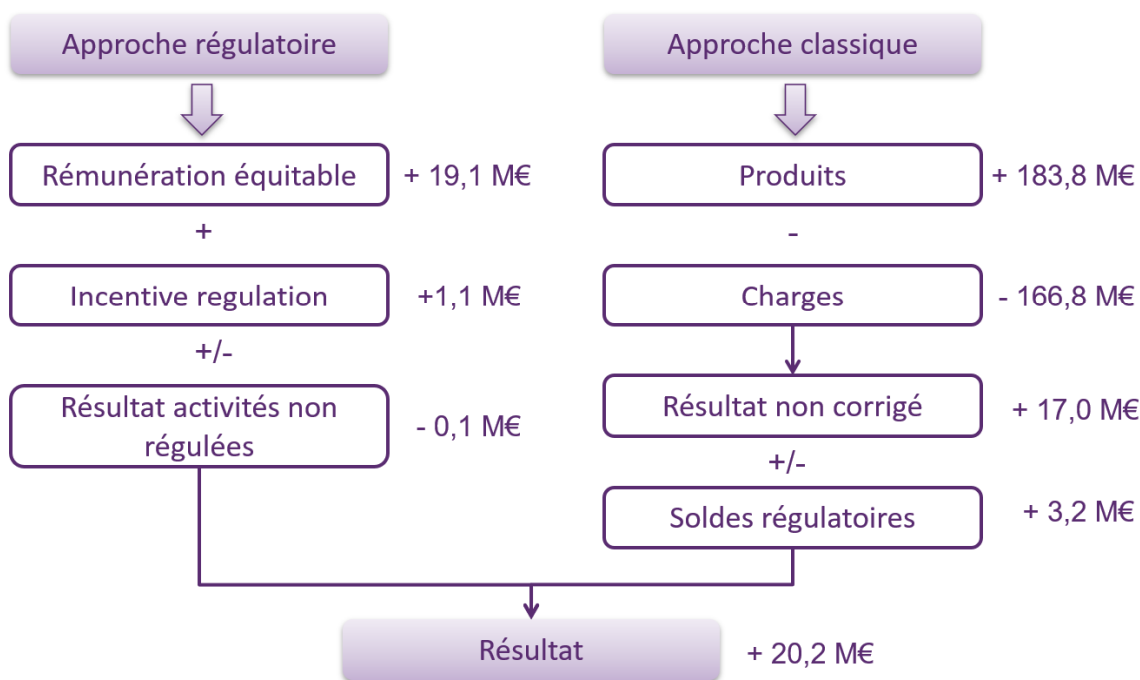 Approche régulatoire
Rémunération équitable + 19,1 M€
+
Incentive regulation +1,1 M€
+/-
Résultat activités non
régulées
- 0,1 M€
Approche classique
Produits + 183,8 M€
-
Charges - 166,8 M€
Résultat non corrigé + 17,0 M€
+/-
Soldes régulatoires + 3,2 M€
Résultat + 20,2 M€